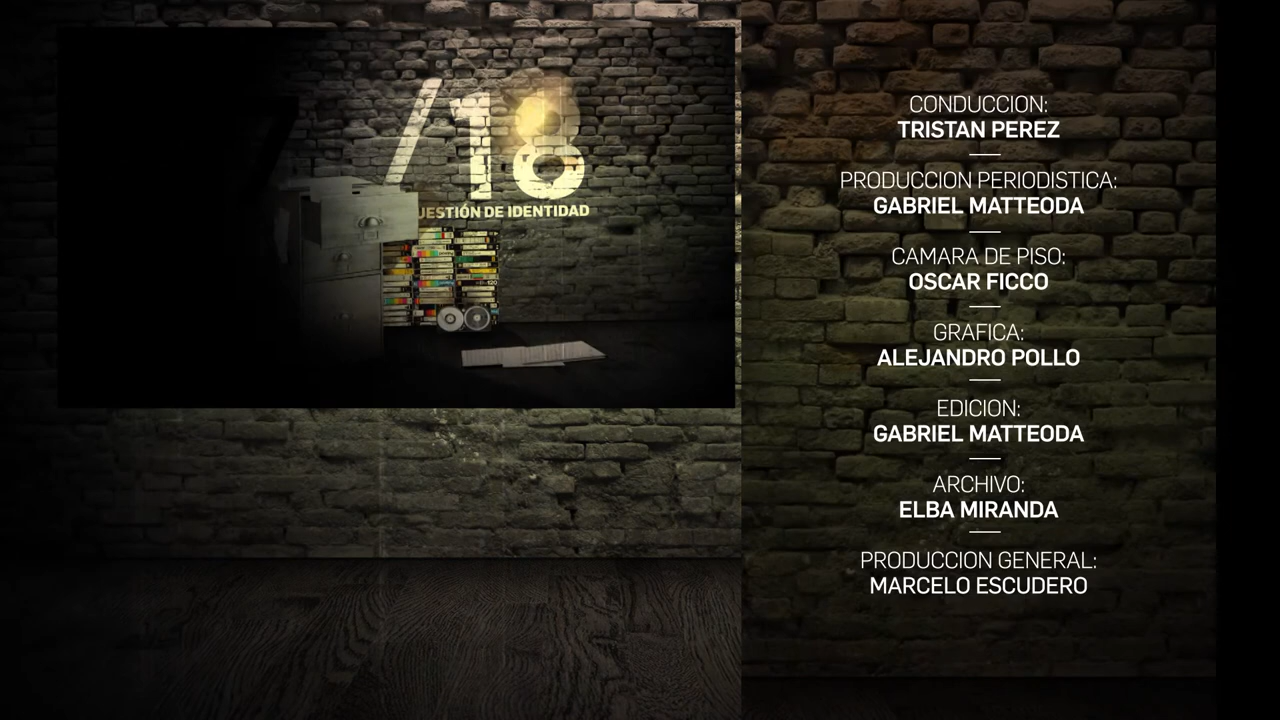 /18
UESTIÓN DE IDENTIDAD
CONDUCCION:
TRISTAN PEREZ
PRODUCCION PERIODISTICA:
GABRIEL MATTEODA
CAMARA DE PISO:
OSCAR FICCO
GRAFICA:
ALEJANDRO POLLO
EDICION:
GABRIEL MATTEODA
ARCHIVO:
ELBA MIRANDA
PRODUCCION GENERAL:
MARCELO ESCUDERO